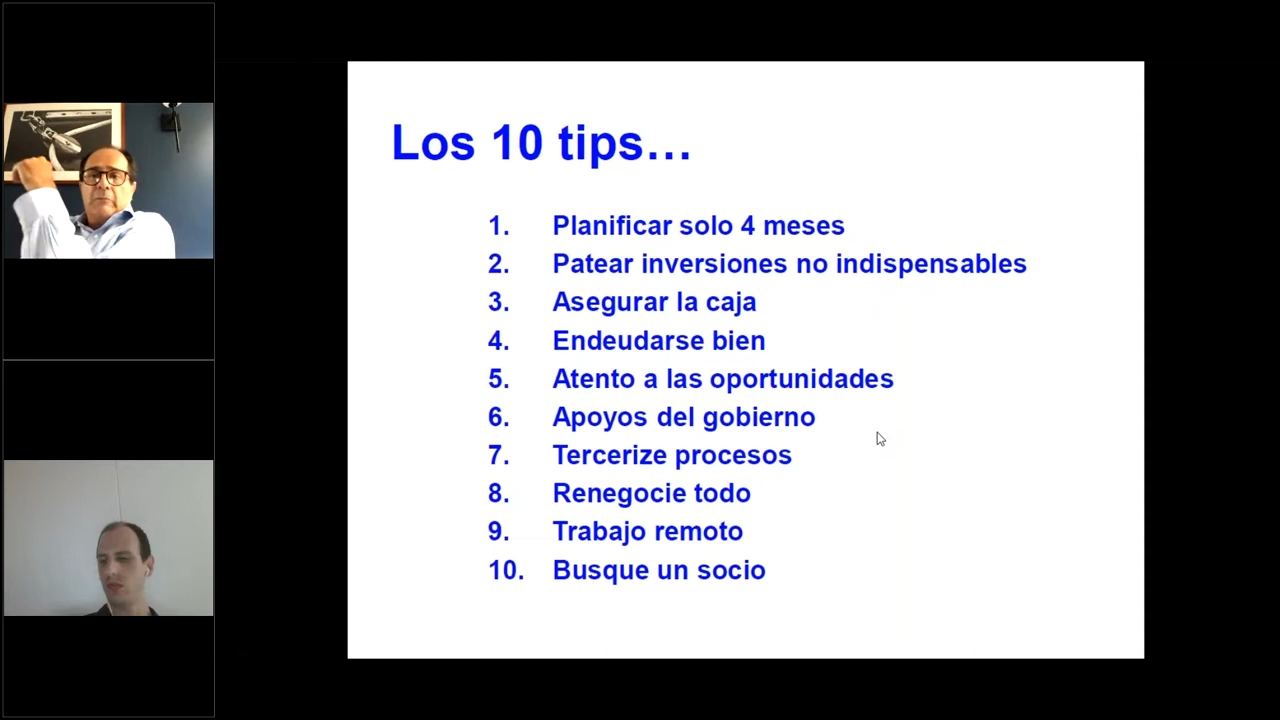 Los 10 tips…
1. Planificar solo 4 meses
2. Patear inversiones no indispensables
3. Asegurar la caja
4. Endeudarse bien
5. Atento a las oportunidades
6. Apoyos del gobierno
7. Tercerize procesos
8. Renegocie todo
9. Trabajo remoto
10. Busque un socio